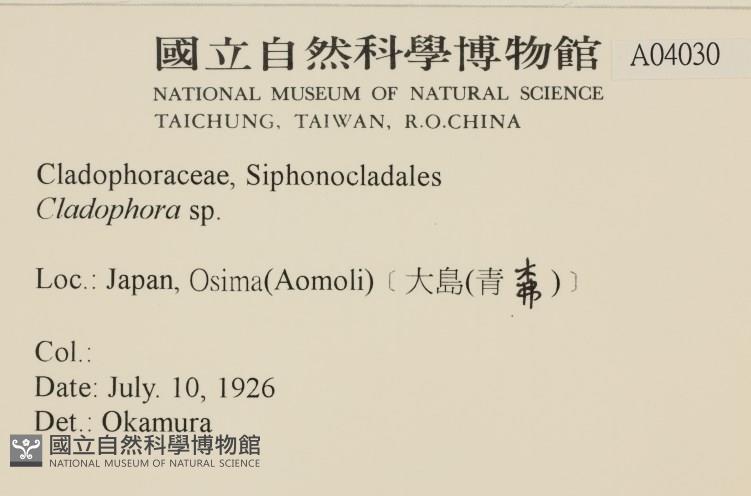 國立自然科學博物館 A04030
NATIONAL MUSEUM OF NATURAL SCIENCE
TAICHUNG, TAIWAN, R.O.CHINA
Cladophoraceae, Siphonocladales
Cladophora sp.
Loc.: Japan, Osima(Aomoli)〔大島(青森)〕
Col.:
Date: July. 10, 1926
Det.: Okamura
國立自然科學博物館
NATIONAL MUSEUM OF NATURAL SCIENCE